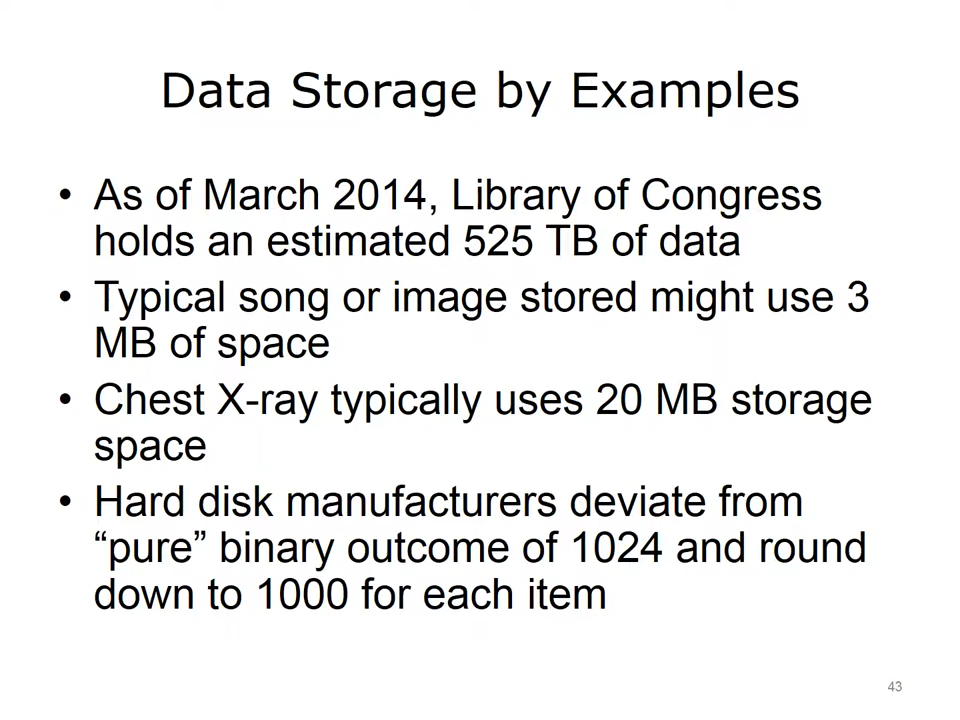 Data Storage by Examples
• As of March 2014, Library of Congress
holds an estimated 525 TB of data
• Typical song or image stored might use 3
MB of space
• Chest X-ray typically uses 20 MB storage
space
• Hard disk manufacturers deviate from
“pure” binary outcome of 1024 and round
down to 1000 for each item
43